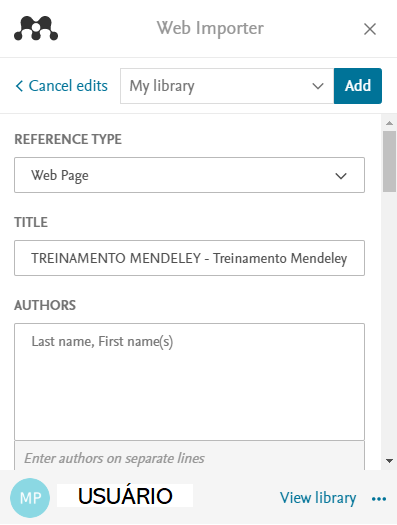 Web Importer
Cancel edits
My library
Add
REFERENCE TYPE
Web Page
TITLE
TREINAMENTO MENDELEY - Treinamento Mendeley
AUTHORS
Last name, First name(s)
Enter authors on separate lines
MP
USUÁRIO
View library